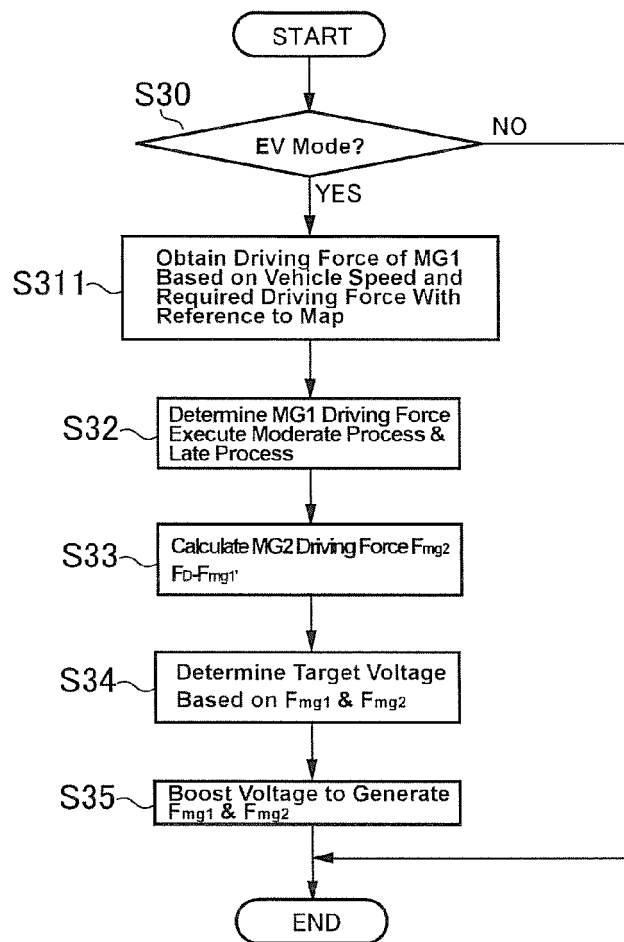 START
S30
EV Mode?
NO
YES
S311
Obtain Driving Force of MG1
Based on Vehicle Speed and
Required Driving Force With
Reference to Map
S32
Determine MG1 Driving Force
Execute Moderate Process &
Late Process
S33
Calculate MG2 Driving Force Fmg2
FD-Fmg1'
S34
Determine Target Voltage
Based on Fmg1 & Fmg2
S35
Boost Voltage to Generate
Fmg1 & Fmg2
END